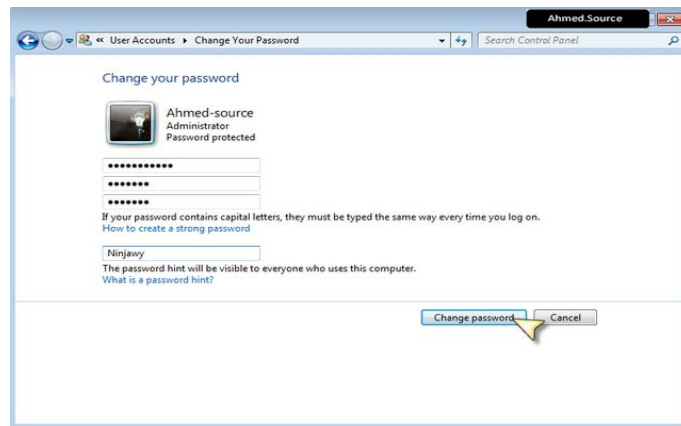 Ahmed.Source
« User Accounts ▸ Change Your Password
Search Control Panel
Change your password
Ahmed-source
Administrator
Password protected
•••••••••••
•••••••
•••••••
If your password contains capital letters, they must be typed the same way every time you log on.
How to create a strong password
Ninjawy
The password hint will be visible to everyone who uses this computer.
What is a password hint?
Change password
Cancel